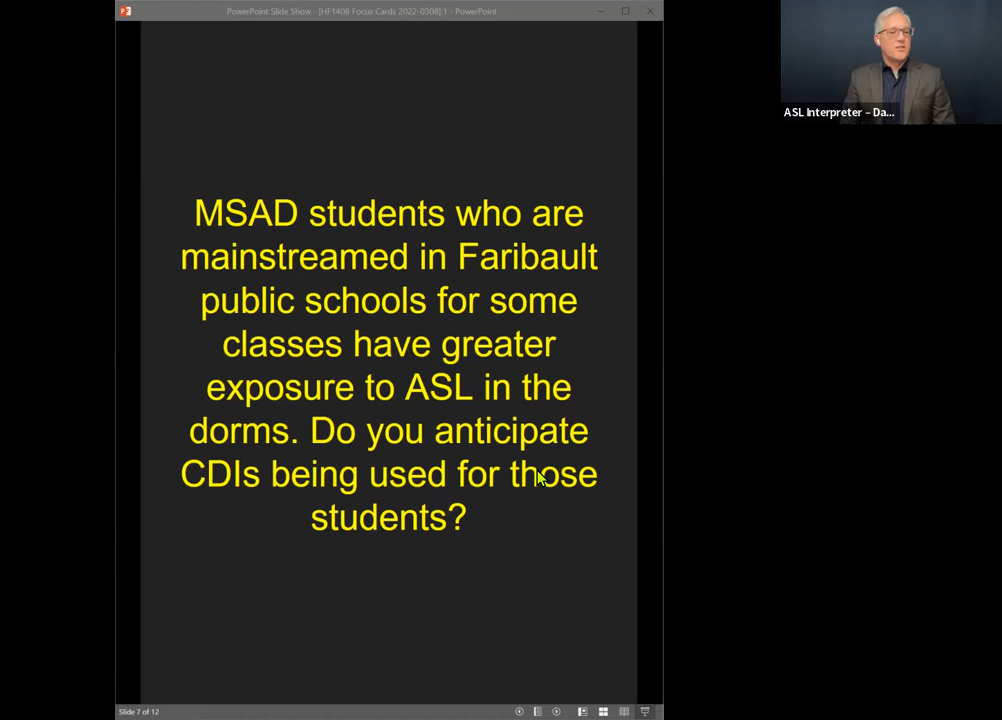 PowerPoint Slide Show - [HF1408 Focus Cards 2022-0308]:1 - PowerPoint
ASL Interpreter – Da...
MSAD students who are
mainstreamed in Faribault
public schools for some
classes have greater
exposure to ASL in the
dorms. Do you anticipate
CDIs being used for those
students?
Slide 7 of 12